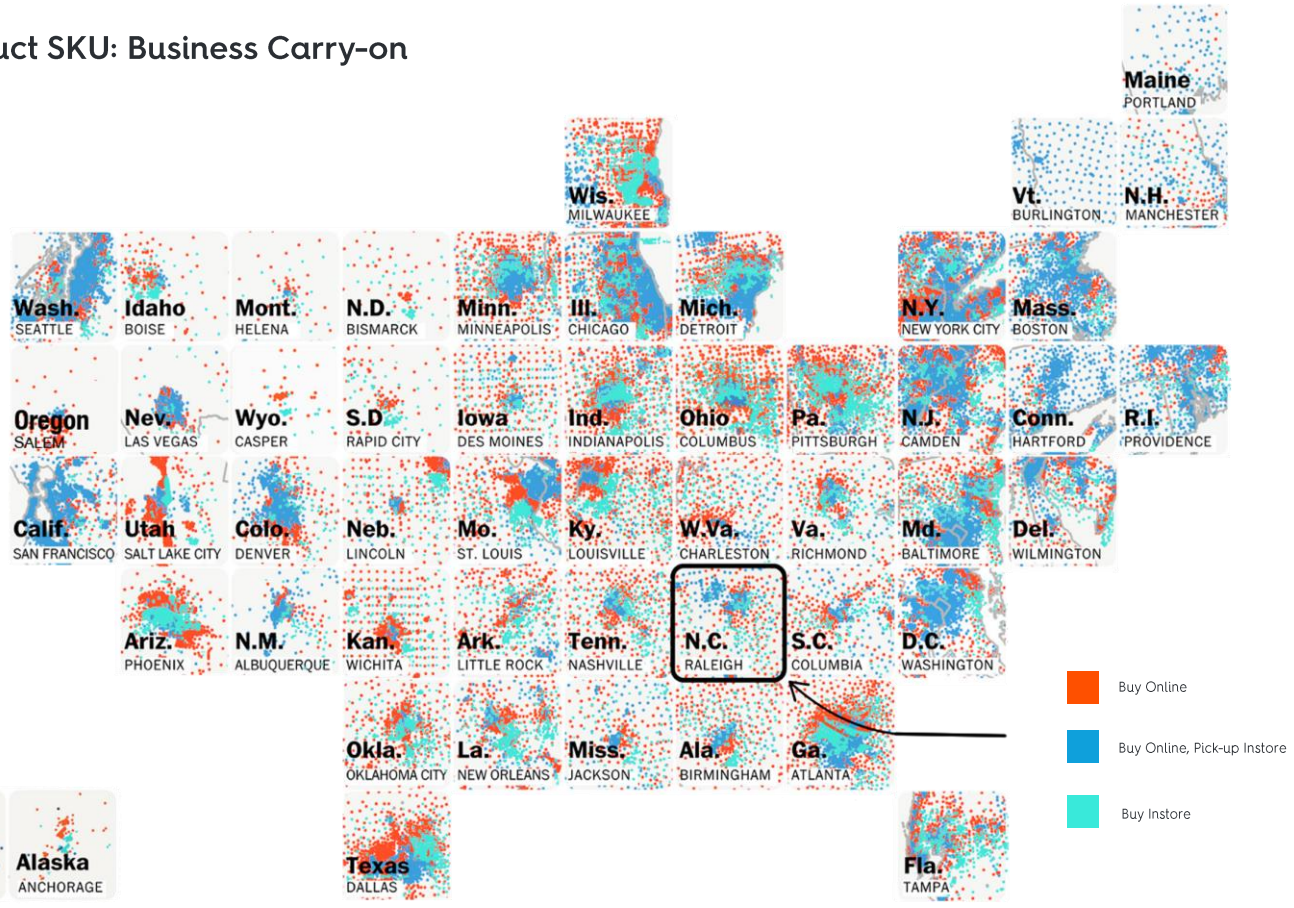 uct SKU: Business Carry-on
Maine
PORTLAND
Wis.
MILWAUKEE
Vt.
BURLINGTON
N.H.
MANCHESTER
Wash.
SEATTLE
Idaho
BOISE
Mont.
HELENA
N.D.
BISMARCK
Minn.
MINNEAPOLIS
Ill.
CHICAGO
Mich.
DETROIT
N.Y.
NEW YORK CITY
Mass.
BOSTON
Oregon
SALEM
Nev.
LAS VEGAS
Wyo.
CASPER
S.D
RAPID CITY
Iowa
DES MOINES
Ind.
INDIANAPOLIS
Ohio
COLUMBUS
Pa.
PITTSBURGH
N.J.
CAMDEN
Conn.
HARTFORD
R.I.
PROVIDENCE
Calif.
SAN FRANCISCO
Utah
SALT LAKE CITY
Colo.
DENVER
Neb.
LINCOLN
Mo.
ST. LOUIS
Ky.
LOUISVILLE
W.Va.
CHARLESTON
Va.
RICHMOND
Md.
BALTIMORE
Del.
WILMINGTON
Ariz.
PHOENIX
N.M.
ALBUQUERQUE
Kan.
WICHITA
Ark.
LITTLE ROCK
Tenn.
NASHVILLE
N.C.
RALEIGH
S.C.
COLUMBIA
D.C.
WASHINGTON
Buy Online
Okla.
OKLAHOMA CITY
La.
NEW ORLEANS
Miss.
JACKSON
Ala.
BIRMINGHAM
Ga.
ATLANTA
Buy Online, Pick-up Instore
Buy Instore
Alaska
ANCHORAGE
Texas
DALLAS
Fla.
TAMPA